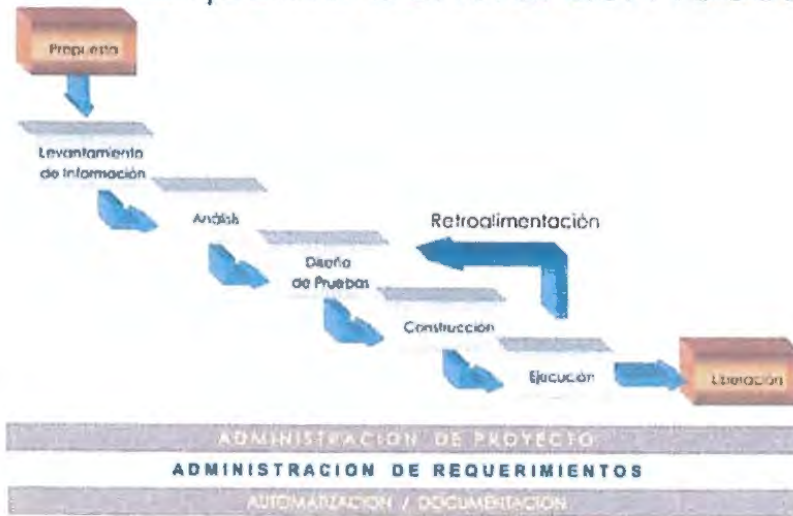 Propuesta
Levantamiento
de Información
Análisis
Retroalimentación
Diseño
de Pruebas
Construcción
Ejecución
Liberación
ADMINISTRACION DE PROYECTO
ADMINISTRACION DE REQUERIMIENTOS
AUTOMATIZACION / DOCUMENTACION